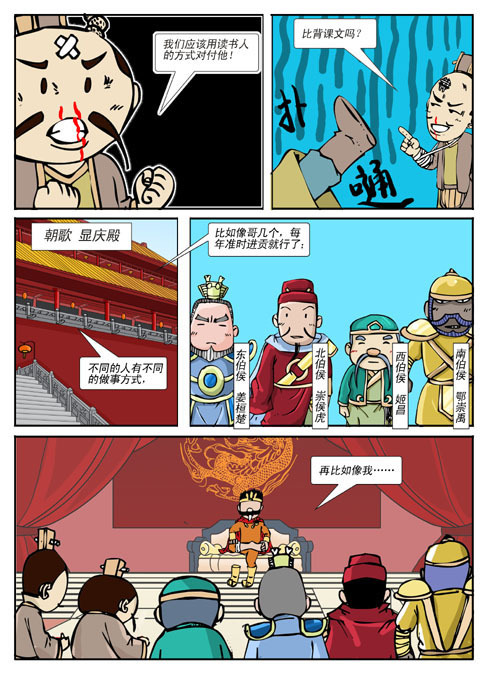 我们应该用读书人
的方式对付他！
比背课文吗？
扑
嗵
朝歌 显庆殿
不同的人有不同
的做事方式，
比如像哥几个，每
年准时进贡就行了：
东伯侯 姜桓楚
北伯侯 崇侯虎
西伯侯 姬昌
南伯侯 鄂崇禹
再比如像我……